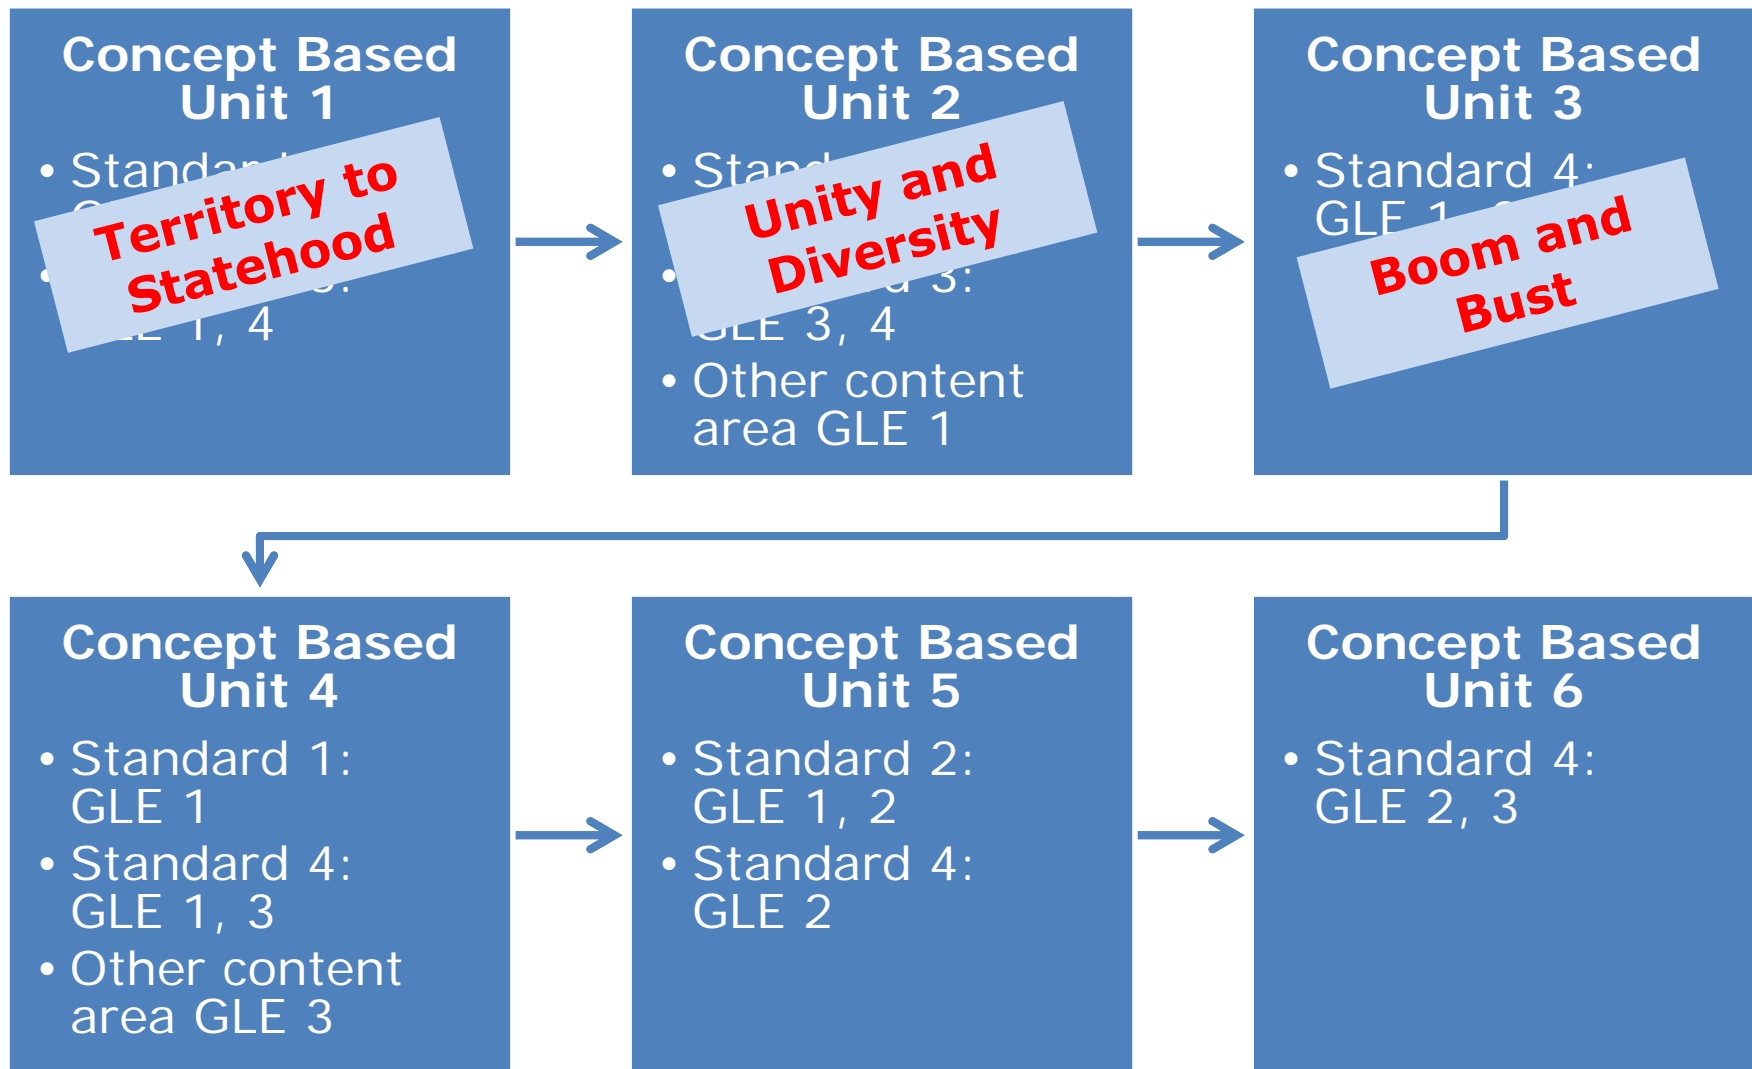 Concept Based
Unit 1
• Standard
Territory to
Statehood
3:
GLE 1, 4
Concept Based
Unit 2
• Standard
Unity and
Diversity
• Standard 3:
GLE 3, 4
• Other content
area GLE 1
Concept Based
Unit 3
• Standard 4:
GLE 1,
Boom and
Bust
Concept Based
Unit 4
• Standard 1:
GLE 1
• Standard 4:
GLE 1, 3
• Other content
area GLE 3
Concept Based
Unit 5
• Standard 2:
GLE 1, 2
• Standard 4:
GLE 2
Concept Based
Unit 6
• Standard 4:
GLE 2, 3